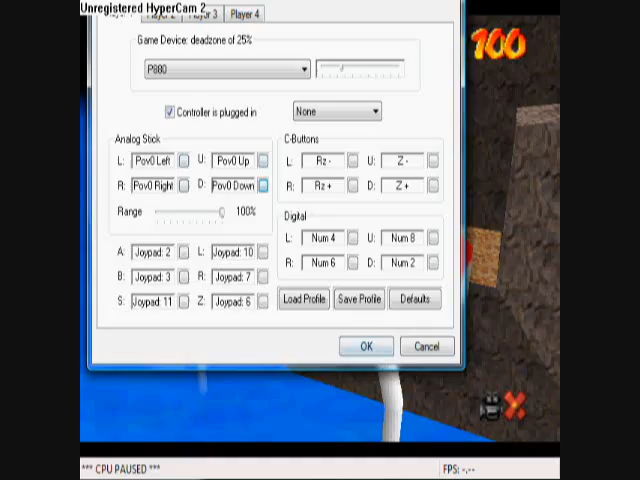 Unregistered HyperCam 2
Player 3
Player 4
Game Device: deadzone of 25%
P880
Controller is plugged in
None
Analog Stick
L: Pov0 Left
U: Pov0 Up
R: Pov0 Right
D: Pov0 Down
Range
100%
C-Buttons
L: Rz -
U: Z -
R: Rz +
D: Z +
Digital
L: Num 4
U: Num 8
R: Num 6
D: Num 2
A: Joypad: 2
L: Joypad: 10
B: Joypad: 3
R: Joypad: 7
S: Joypad: 11
Z: Joypad: 6
Load Profile
Save Profile
Defaults
OK
Cancel
100
*** CPU PAUSED ***
FPS: -.--